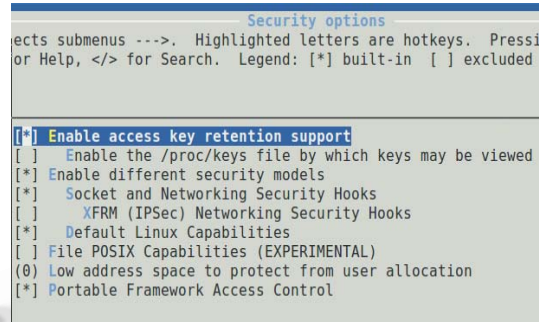 Security options
ects submenus --->.  Highlighted letters are hotkeys.  Pressi
or Help, </> for Search.  Legend: [*] built-in  [ ] excluded
[*] Enable access key retention support
[ ]   Enable the /proc/keys file by which keys may be viewed
[*] Enable different security models
[*]   Socket and Networking Security Hooks
[ ]     XFRM (IPSec) Networking Security Hooks
[*]   Default Linux Capabilities
[ ] File POSIX Capabilities (EXPERIMENTAL)
(0) Low address space to protect from user allocation
[*] Portable Framework Access Control